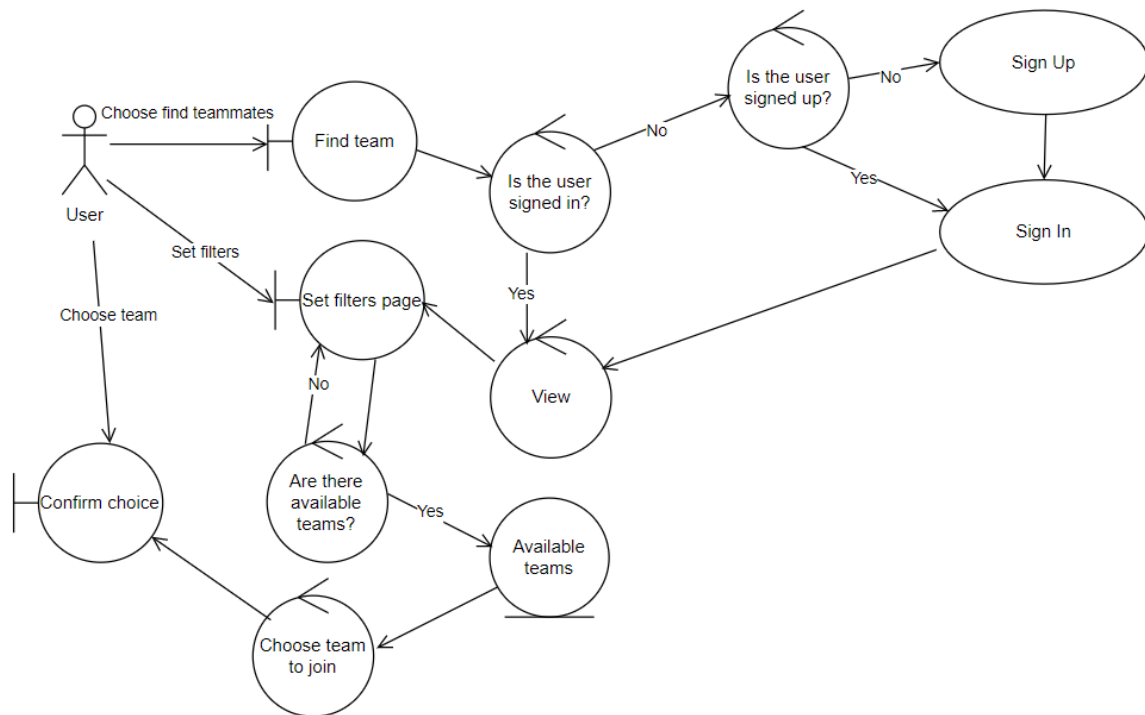 Is the user
signed up?
No
Sign Up
Choose find teammates
Find team
No
Is the user
signed in?
Yes
User
Sign In
Set filters
Set filters page
Yes
Choose team
No
View
Are there
available
teams?
Confirm choice
Yes
Available
teams
Choose team
to join